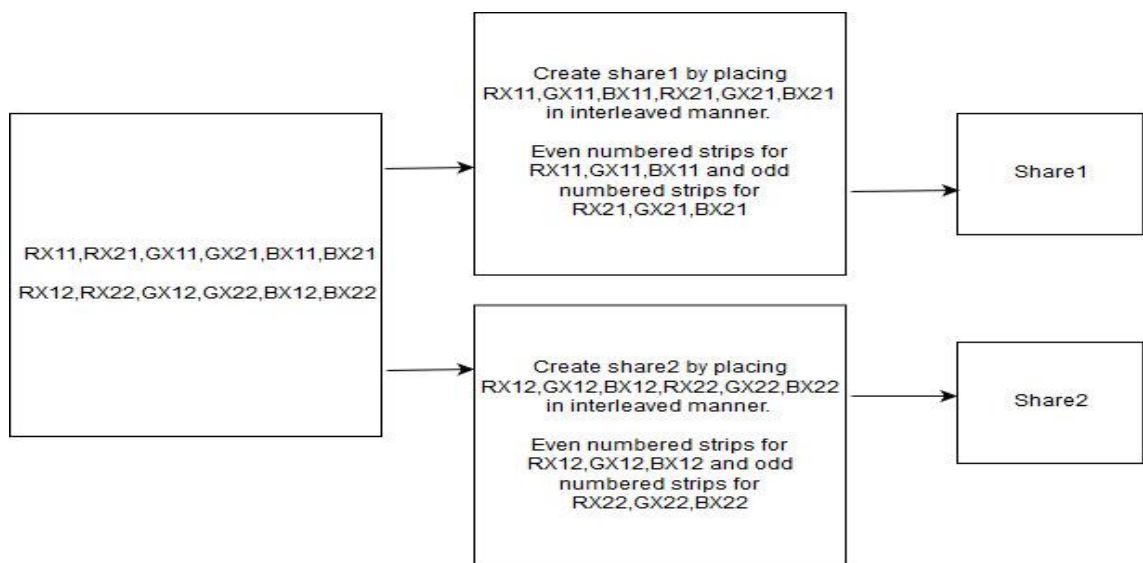 RX11,RX21,GX11,GX21,BX11,BX21
RX12,RX22,GX12,GX22,BX12,BX22
Create share1 by placing
RX11,GX11,BX11,RX21,GX21,BX21
in interleaved manner.
Even numbered strips for
RX11,GX11,BX11 and odd
numbered strips for
RX21,GX21,BX21
Share1
Create share2 by placing
RX12,GX12,BX12,RX22,GX22,BX22
in interleaved manner.
Even numbered strips for
RX12,GX12,BX12 and odd
numbered strips for
RX22,GX22,BX22
Share2